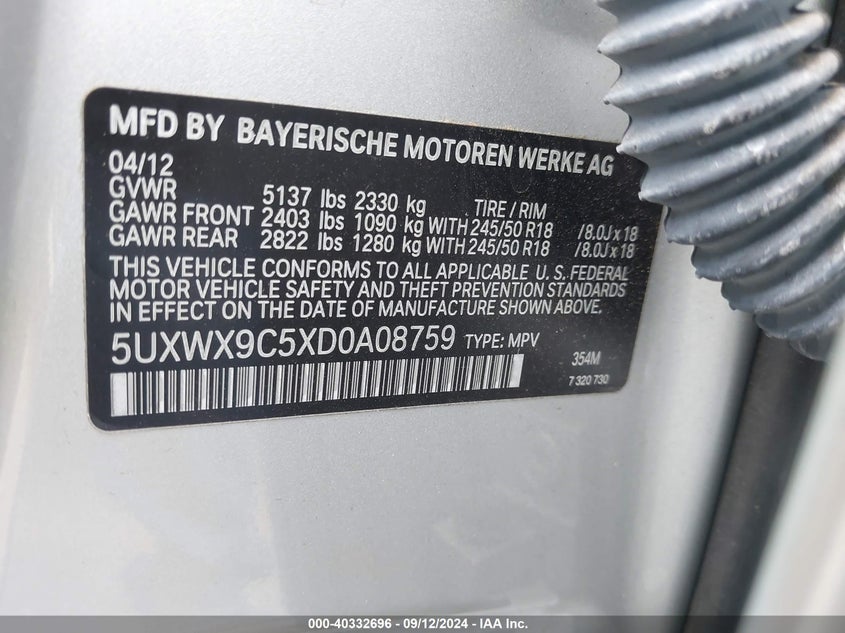 MFD BY BAYERISCHE MOTOREN WERKE AG
04/12
GVWR 5137 lbs 2330 kg TIRE / RIM
GAWR FRONT 2403 lbs 1090 kg WITH 245/50 R18 / 8.0J x 18
GAWR REAR 2822 lbs 1280 kg WITH 245/50 R18 / 8.0J x 18
THIS VEHICLE CONFORMS TO ALL APPLICABLE U. S. FEDERAL
MOTOR VEHICLE SAFETY AND THEFT PREVENTION STANDARDS
IN EFFECT ON THE DATE OF MANUFACTURE SHOWN ABOVE.
5UXWX9C5XD0A08759 TYPE: MPV
354M
7 320 730
000-40332696 - 09/12/2024 - IAA Inc.